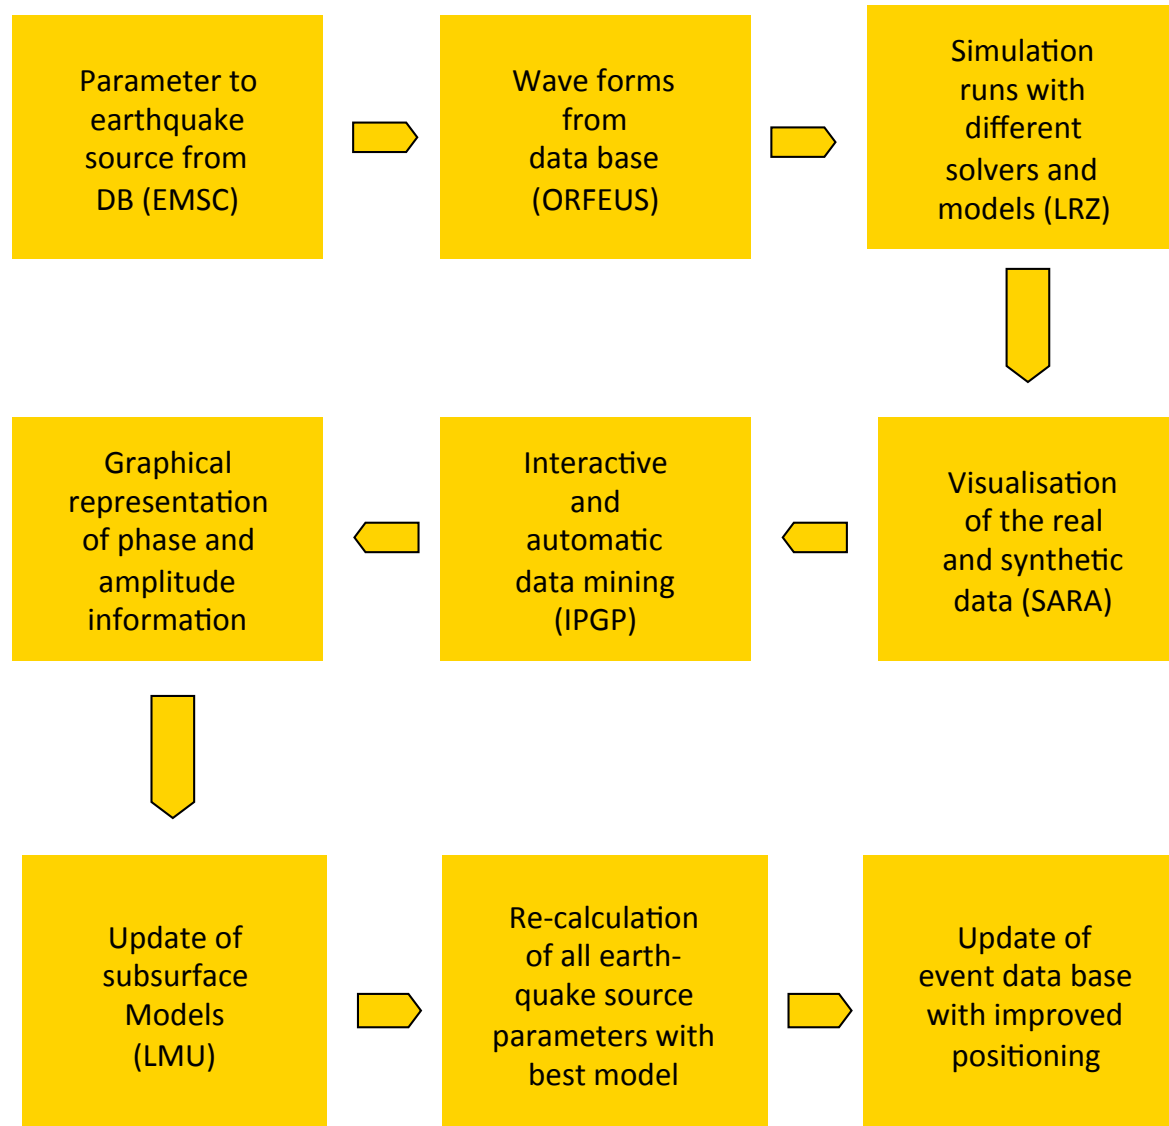 Parameter to
earthquake
source from
DB (EMSC)
Wave forms
from
data base
(ORFEUS)
Simulation
runs with
different
solvers and
models (LRZ)
Visualisation
of the real
and synthetic
data (SARA)
Interactive
and
automatic
data mining
(IPGP)
Graphical
representation
of phase and
amplitude
information
Update of
subsurface
Models
(LMU)
Re-calculation
of all earth-
quake source
parameters with
best model
Update of
event data base
with improved
positioning